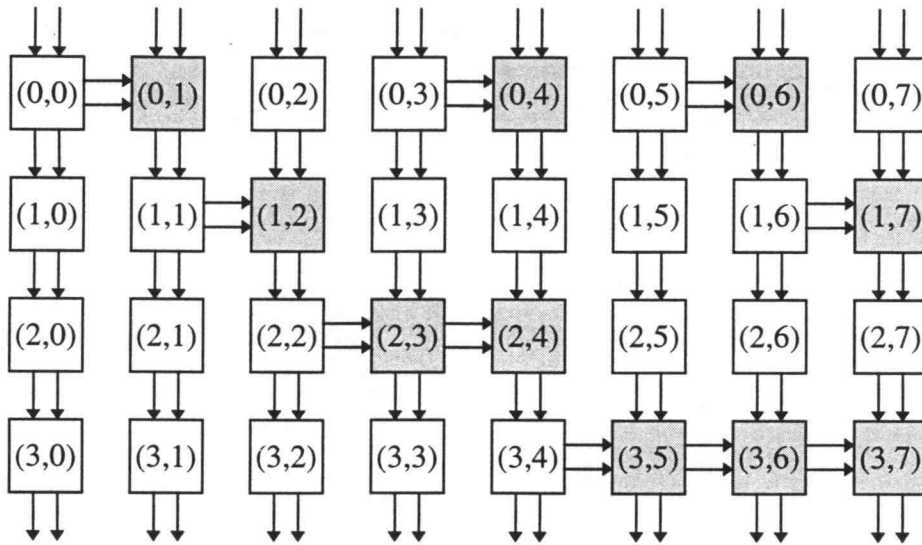 (0,0) (0,1) (0,2) (0,3) (0,4) (0,5) (0,6) (0,7)
(1,0) (1,1) (1,2) (1,3) (1,4) (1,5) (1,6) (1,7)
(2,0) (2,1) (2,2) (2,3) (2,4) (2,5) (2,6) (2,7)
(3,0) (3,1) (3,2) (3,3) (3,4) (3,5) (3,6) (3,7)